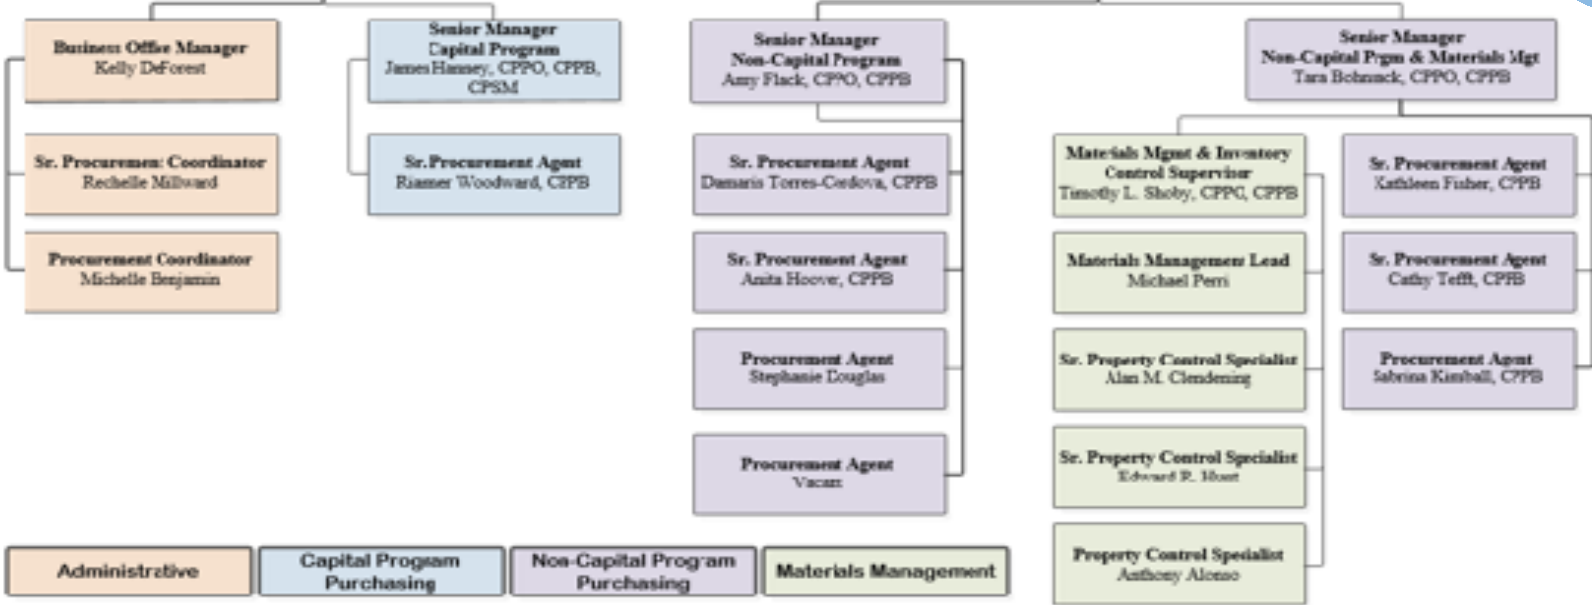 Business Office Manager
Kelly DeForest
Sr. Procurement Coordinator
Rechelle Millward
Procurement Coordinator
Michelle Benjamin
Senior Manager
Capital Program
James Hanney, CPPO, CPPB,
CPSM
Sr. Procurement Agent
Woodward, CPPB
Senior Manager
Non-Capital Program
Amy Flack, CPPO, CPPB
Sr. Procurement Agent
Damaris Torres-Cordova, CPPB
Sr. Procurement Agent
Anita Hoover, CPPB
Procurement Agent
Stephanie Douglas
Procurement Agent
Vacant
Senior Manager
Non-Capital Prgm & Materials Mgt
Tara CPPO, CPPB
Materials Mgmt & Inventory
Control Supervisor
Timothy L. Shoby, CPPO, CPPB
Materials Management Lead
Michael Perri
Sr. Property Control Specialist
Alan M. Clendening
Sr. Property Control Specialist
Edward R.
Property Control Specialist
Anthony Alonso
Sr. Procurement Agent
Kathleen Fisher, CPPB
Sr. Procurement Agent
Cathy Tefft, CPPB
Procurement Agent
Sabrina Kimball, CPPB
Administrative
Capital Program
Purchasing
Non-Capital Program
Purchasing
Materials Management